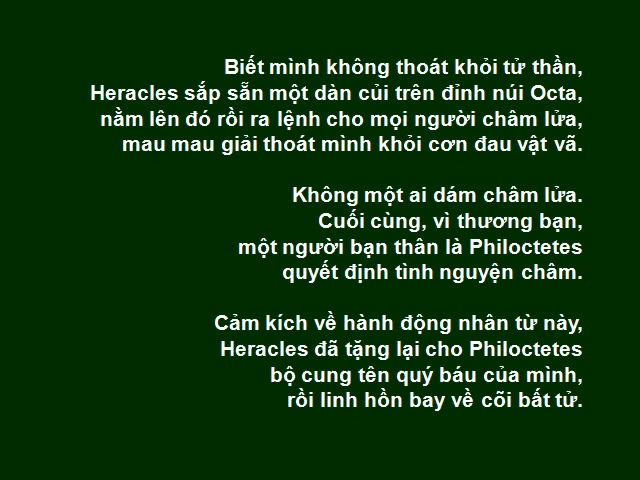 Biết mình không thoát khỏi tử thần,
Heracles sắp sẵn một dàn củi trên đỉnh núi Octa,
nằm lên đó rồi ra lệnh cho mọi người châm lửa,
mau mau giải thoát mình khỏi cơn đau vật vã.
Không một ai dám châm lửa.
Cuối cùng, vì thương bạn,
một người bạn thân là Philoctetes
quyết định tình nguyện châm.
Cảm kích về hành động nhân từ này,
Heracles đã tặng lại cho Philoctetes
bộ cung tên quý báu của mình,
rồi linh hồn bay về cõi bất tử.